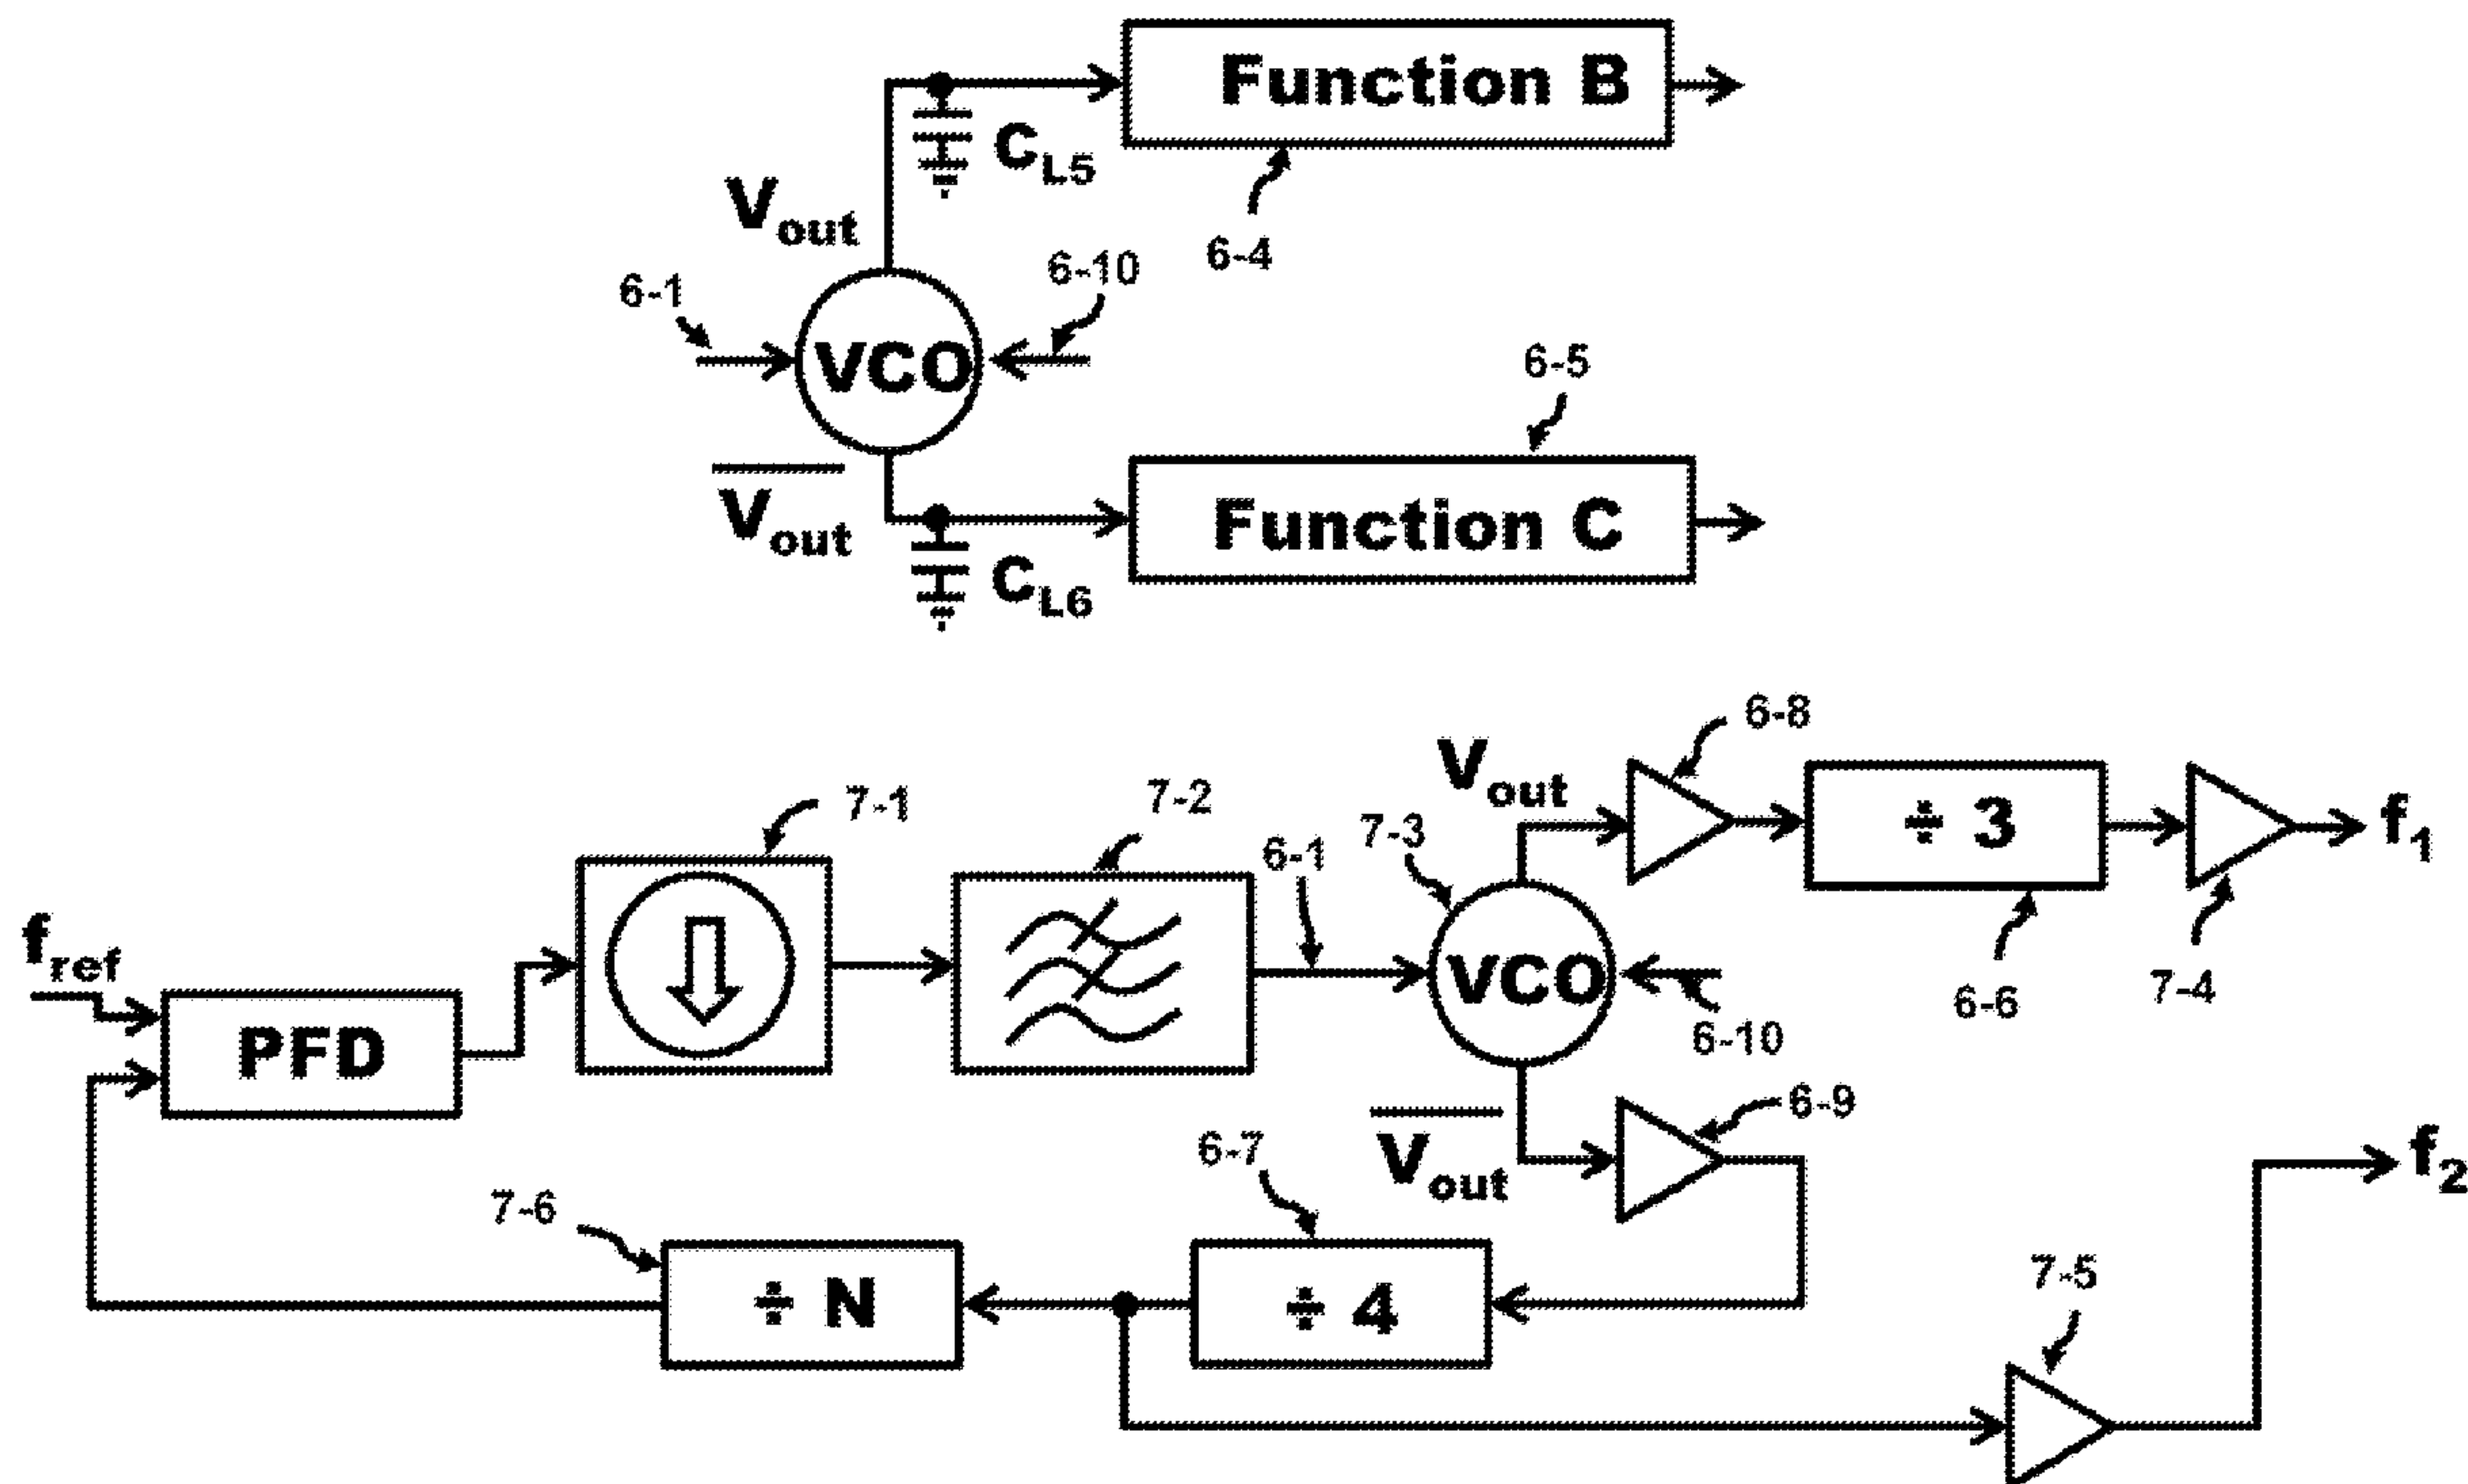 Function B
C_L5
V_out
6-4
6-1
6-10
VCO
6-5
V_out
Function C
C_L6
6-8
V_out
7-1
7-2
7-3
6-1
÷ 3
f_1
f_ref
VCO
7-4
6-6
PFD
6-10
6-9
V_out
6-7
f_2
7-6
÷ N
÷ 4
7-5